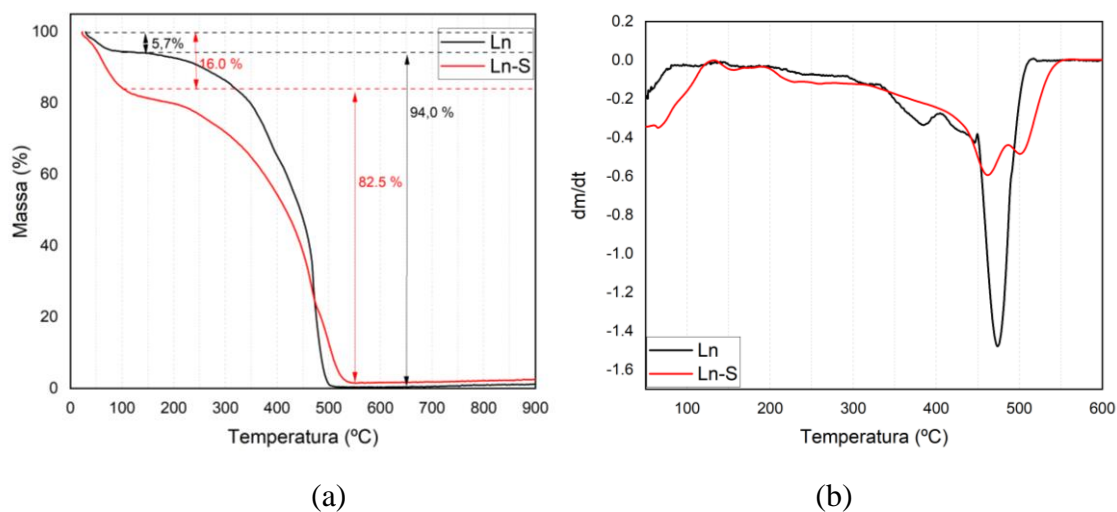 100
80
60
40
20
0
Massa (%)
5,7%
16.0 %
94,0 %
82.5 %
Ln
Ln-S
0 100 200 300 400 500 600 700 800 900
Temperatura (ºC)
(a)
0.2
0.0
-0.2
-0.4
-0.6
-0.8
-1.0
-1.2
-1.4
-1.6
dm/dt
Ln
Ln-S
100 200 300 400 500 600
Temperatura (ºC)
(b)